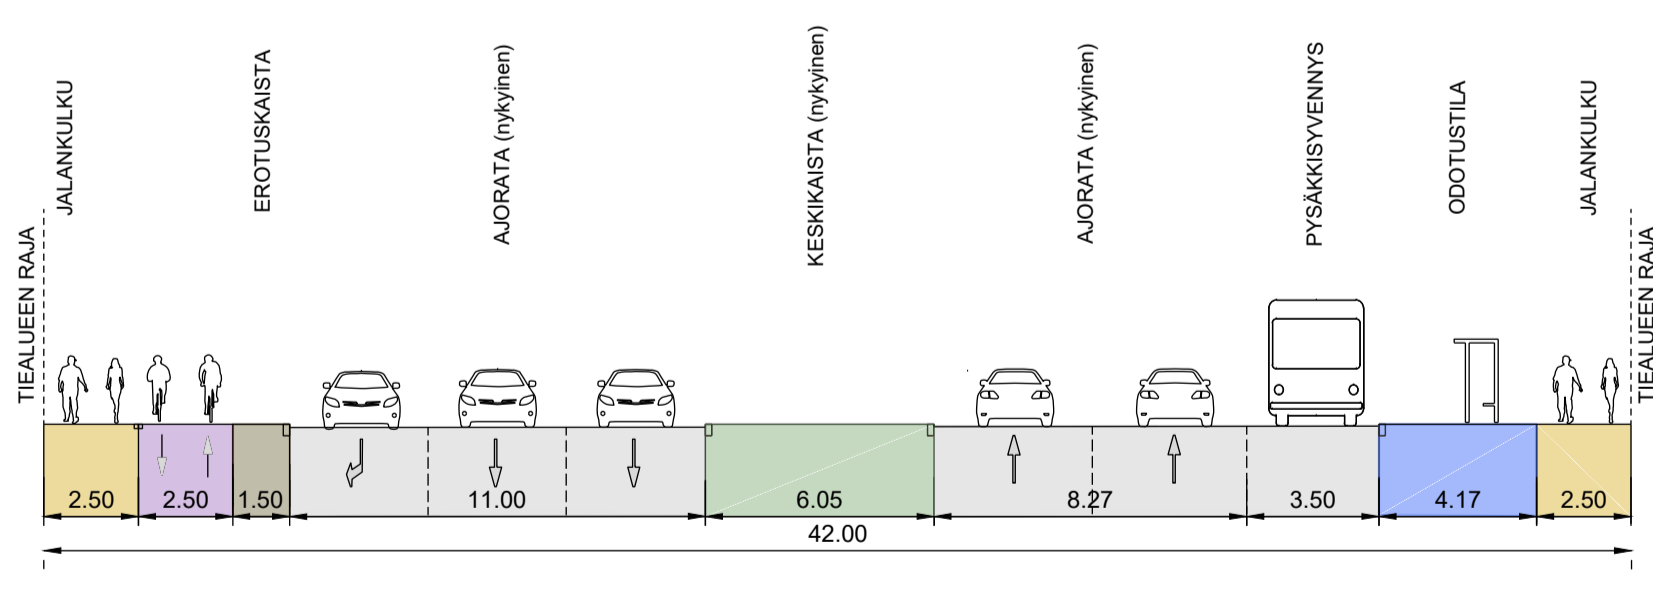 TIEALUEEN RAJA
JALANKULKU
EROTUSKAISTA
AJORATA (nykyinen)
KESKIKAISTA (nykyinen)
AJORATA (nykyinen)
PYSÄKKISYVENNYS
ODOTUSTILA
JALANKULKU
TIEALUEEN RAJA
2.50
2.50
1.50
11.00
6.05
8.27
3.50
4.17
2.50
42.00